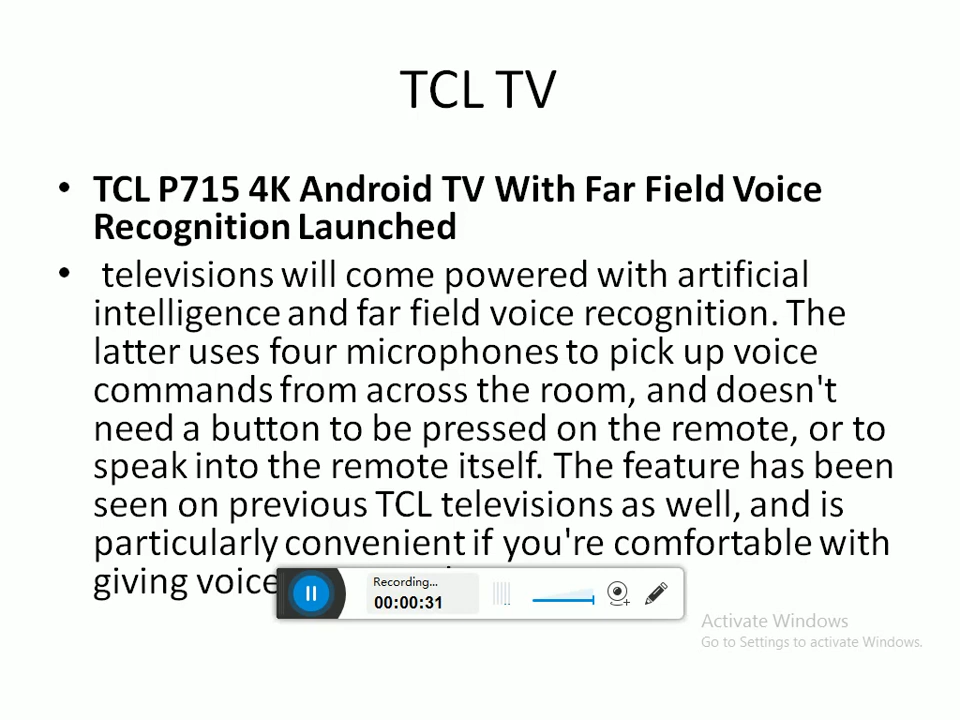 TCL TV
• TCL P715 4K Android TV With Far Field Voice
Recognition Launched
• televisions will come powered with artificial
intelligence and far field voice recognition. The
latter uses four microphones to pick up voice
commands from across the room, and doesn't
need a button to be pressed on the remote, or to
speak into the remote itself. The feature has been
seen on previous TCL televisions as well, and is
particularly convenient if you're comfortable with
giving voice
Recording...
00:00:31
Activate Windows
Go to Settings to activate Windows.